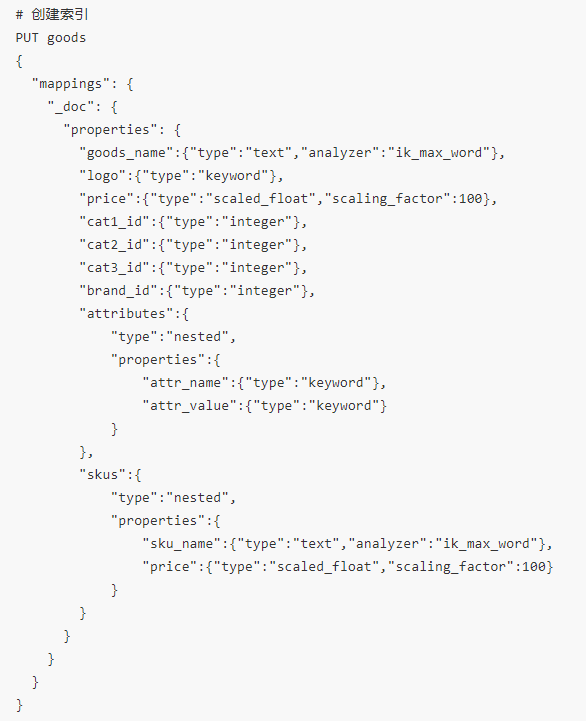 # 创建索引
PUT goods
{
  "mappings": {
    "_doc": {
      "properties": {
        "goods_name":{"type":"text","analyzer":"ik_max_word"},
        "logo":{"type":"keyword"},
        "price":{"type":"scaled_float","scaling_factor":100},
        "cat1_id":{"type":"integer"},
        "cat2_id":{"type":"integer"},
        "cat3_id":{"type":"integer"},
        "brand_id":{"type":"integer"},
        "attributes":{
            "type":"nested",
            "properties":{
                "attr_name":{"type":"keyword"},
                "attr_value":{"type":"keyword"}
            }
        },
        "skus":{
            "type":"nested",
            "properties":{
                "sku_name":{"type":"text","analyzer":"ik_max_word"},
                "price":{"type":"scaled_float","scaling_factor":100}
            }
        }
      }
    }
  }
}